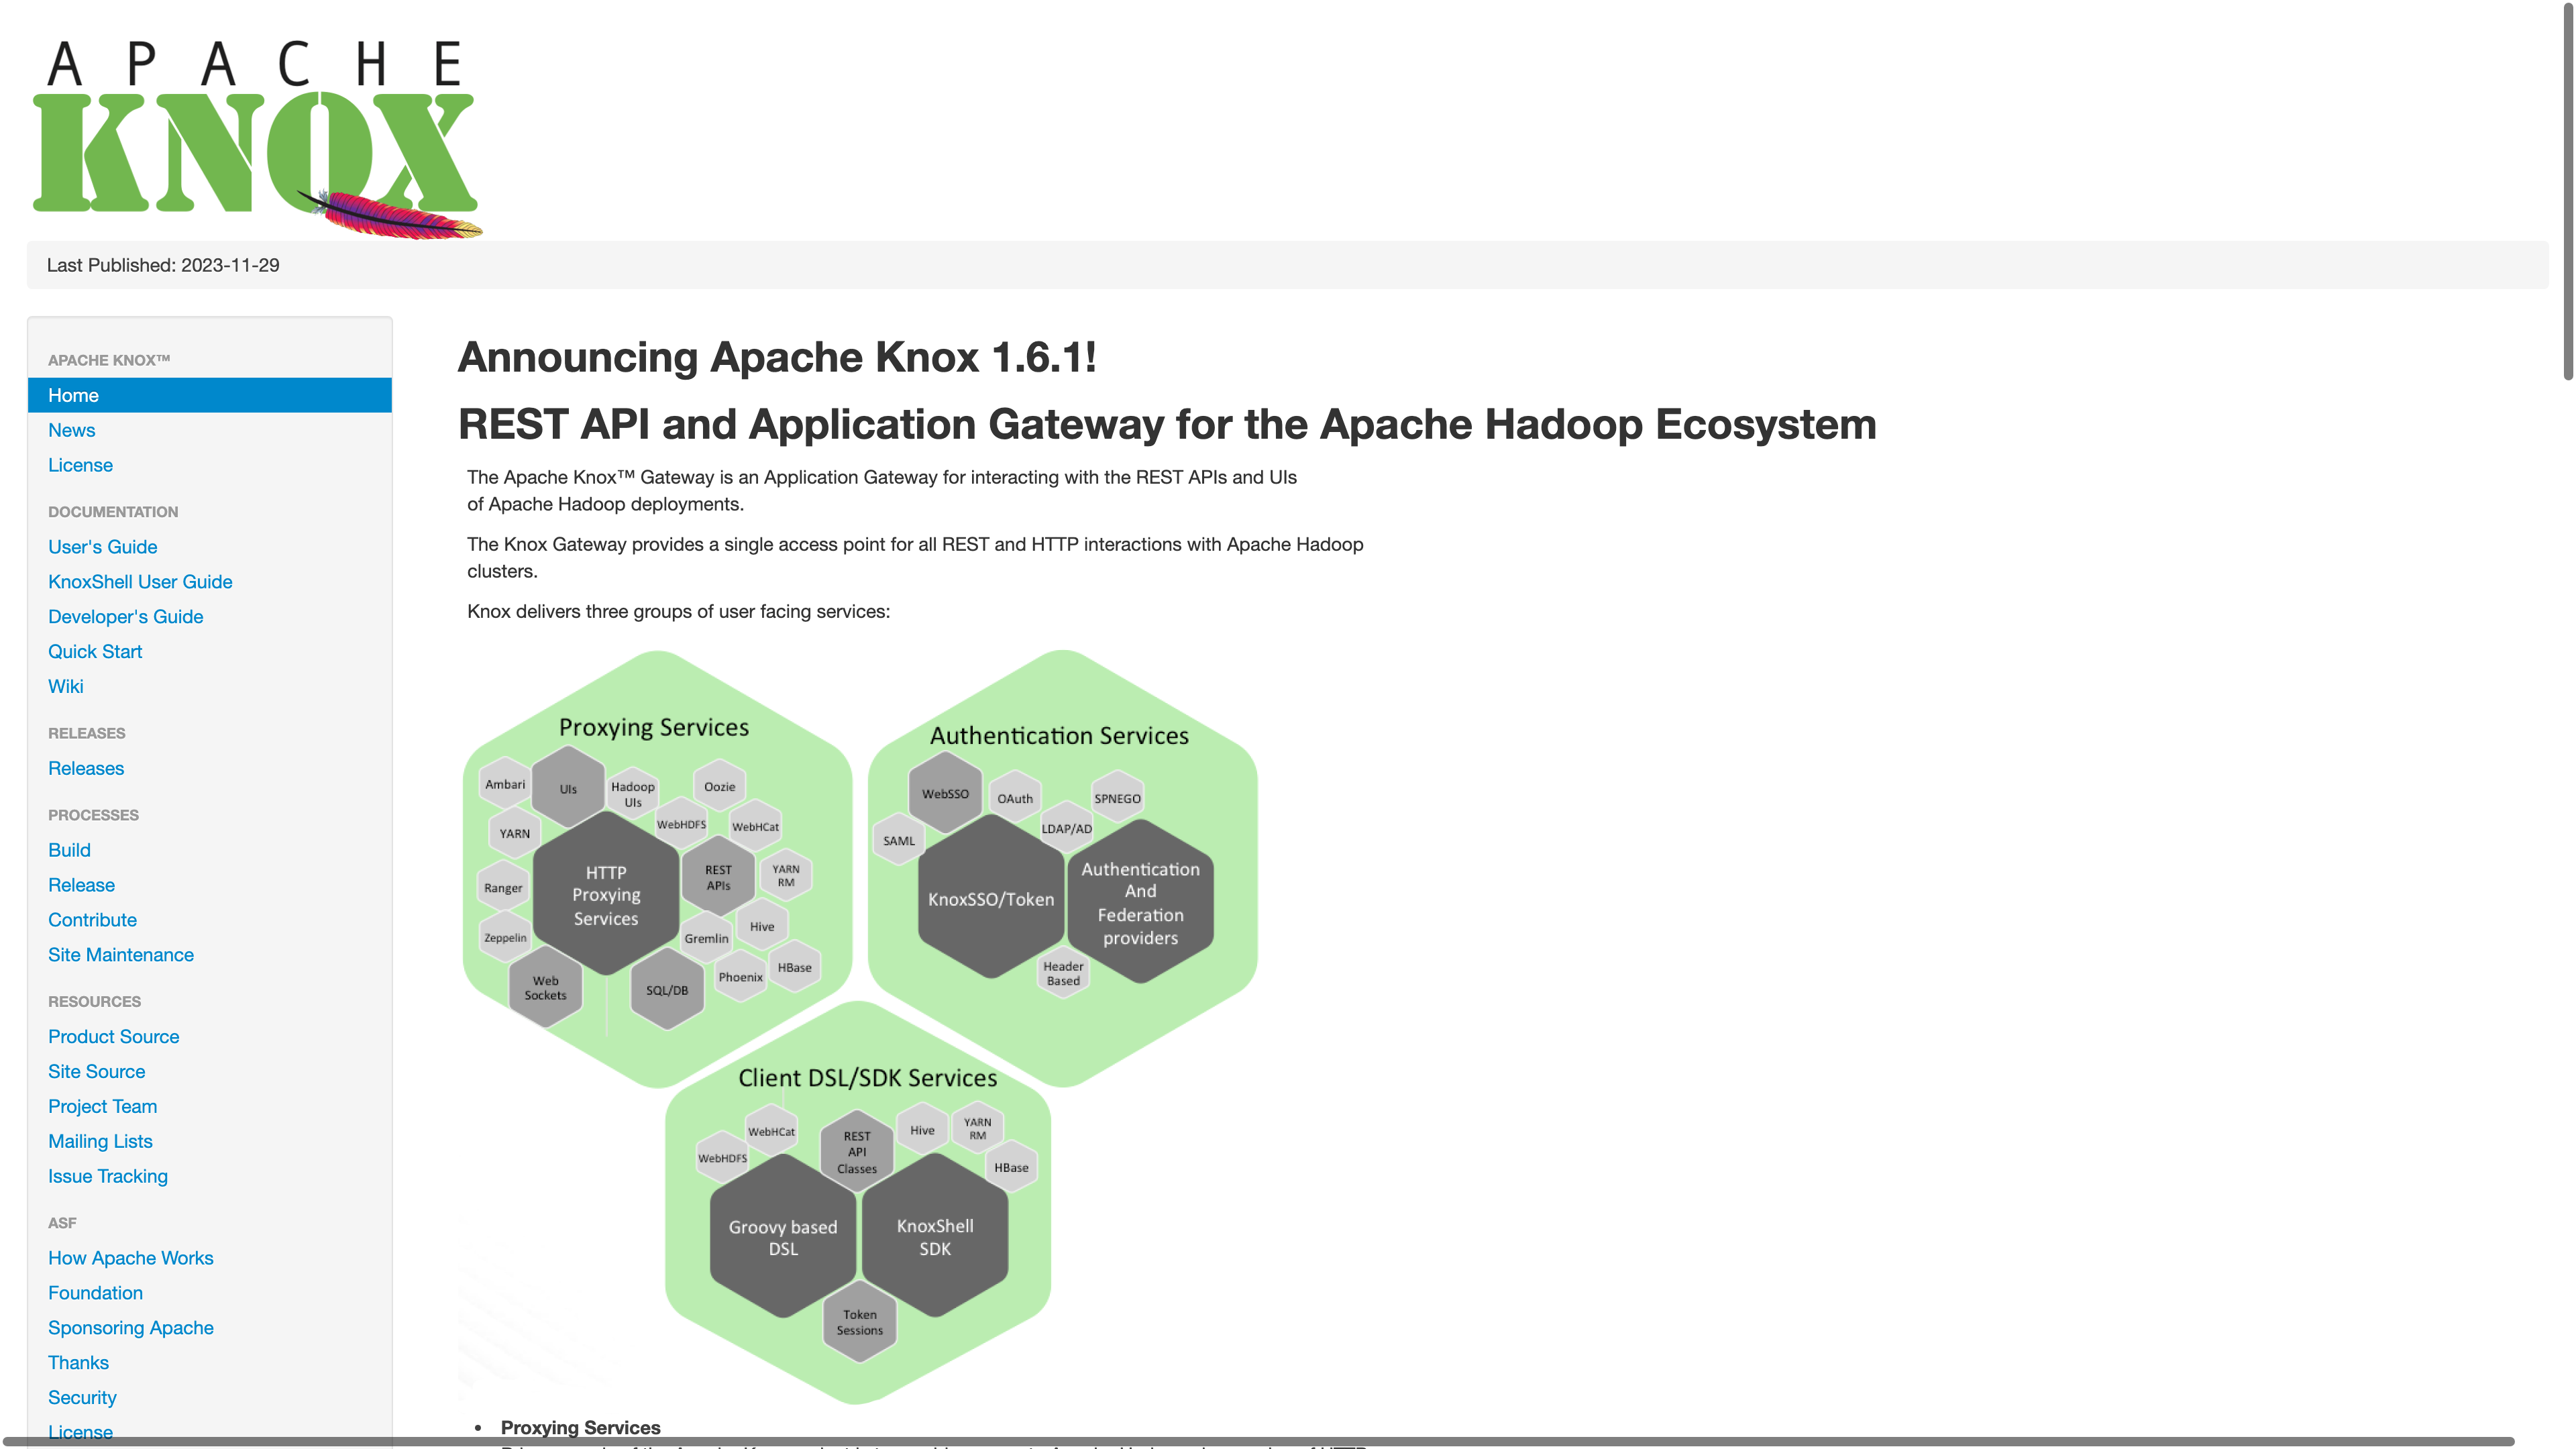 APACHE
KNOX
Last Published: 2023-11-29
APACHE KNOX™
Home
News
License
DOCUMENTATION
User's Guide
KnoxShell User Guide
Developer's Guide
Quick Start
Wiki
RELEASES
Releases
PROCESSES
Build
Release
Contribute
Site Maintenance
RESOURCES
Product Source
Site Source
Project Team
Mailing Lists
Issue Tracking
ASF
How Apache Works
Foundation
Sponsoring Apache
Thanks
Security
License
Announcing Apache Knox 1.6.1!
REST API and Application Gateway for the Apache Hadoop Ecosystem
The Apache Knox™ Gateway is an Application Gateway for interacting with the REST APIs and UIs
of Apache Hadoop deployments.
The Knox Gateway provides a single access point for all REST and HTTP interactions with Apache Hadoop
clusters.
Knox delivers three groups of user facing services:
Proxying Services
Ambari
UIs
Hadoop
UIs
Oozie
YARN
WebHDFS
WebHCat
HTTP
Proxying
Services
REST
APIs
YARN
RM
Ranger
Zeppelin
Gremlin
Hive
Web
Sockets
SQL/DB
Phoenix
HBase
Authentication Services
WebSSO
OAuth
SPNEGO
SAML
LDAP/AD
KnoxSSO/Token
Authentication
And
Federation
providers
Header
Based
Client DSL/SDK Services
WebHDFS
WebHCat
REST
API
Classes
Hive
YARN
RM
HBase
Groovy based
DSL
KnoxShell
SDK
Token
Sessions
• Proxying Services